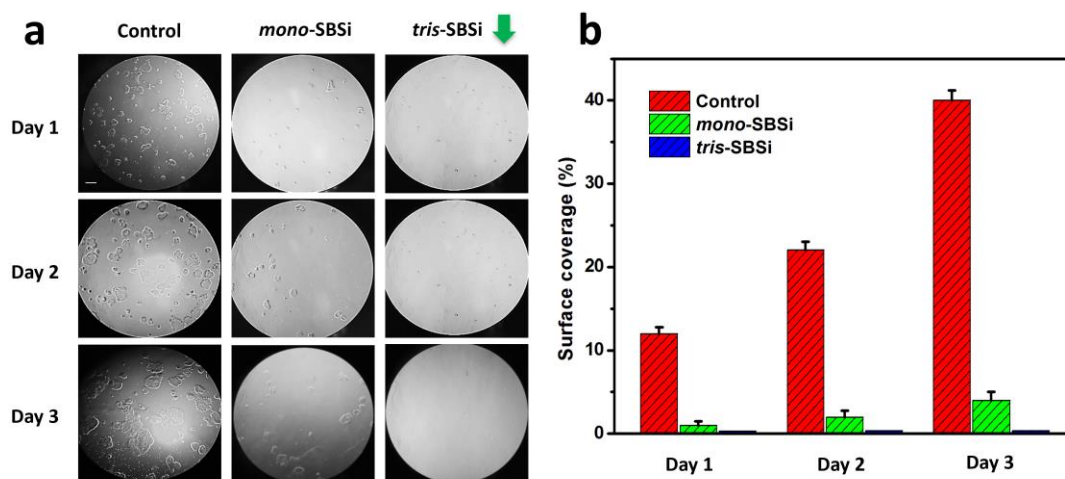 a
Control mono-SBSi tris-SBSi
Day 1
Day 2
Day 3
b
Surface coverage (%)
40
30
20
10
0
Control
mono-SBSi
tris-SBSi
Day 1 Day 2 Day 3